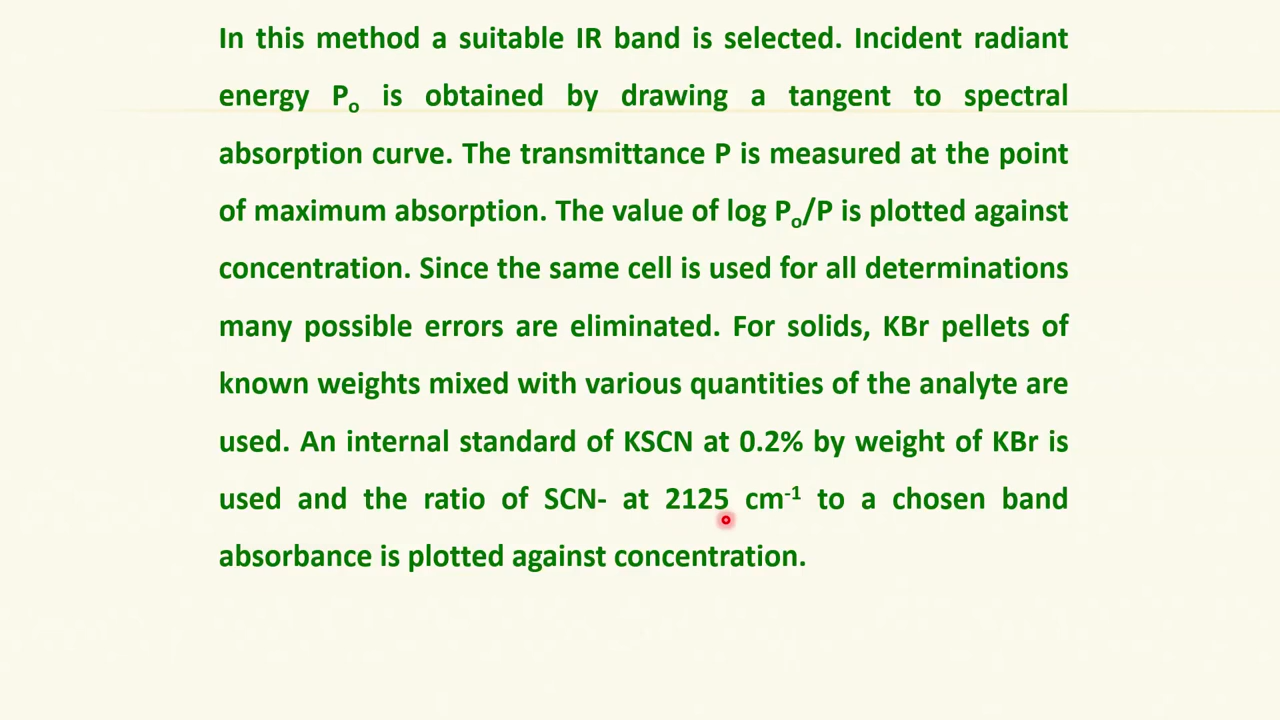 In this method a suitable IR band is selected. Incident radiant
energy Po is obtained by drawing a tangent to spectral
absorption curve. The transmittance P is measured at the point
of maximum absorption. The value of log Po/P is plotted against
concentration. Since the same cell is used for all determinations
many possible errors are eliminated. For solids, KBr pellets of
known weights mixed with various quantities of the analyte are
used. An internal standard of KSCN at 0.2% by weight of KBr is
used and the ratio of SCN- at 2125 cm-1 to a chosen band
absorbance is plotted against concentration.